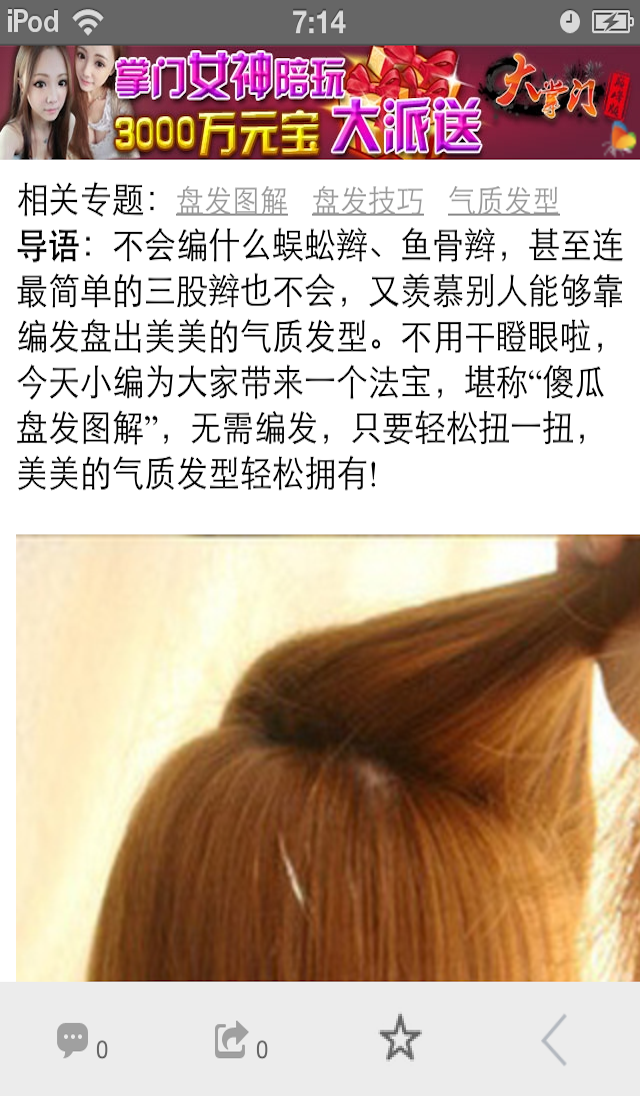 iPod 7:14
掌门女神陪玩
3000万元宝 大派送
大掌门
相关专题：盘发图解 盘发技巧 气质发型
导语：不会编什么蜈蚣辫、鱼骨辫，甚至连
最简单的三股辫也不会，又羡慕别人能够靠
编发盘出美美的气质发型。不用干瞪眼啦，
今天小编为大家带来一个法宝，堪称“傻瓜
盘发图解”，无需编发，只要轻松扭一扭，
美美的气质发型轻松拥有!
0 0